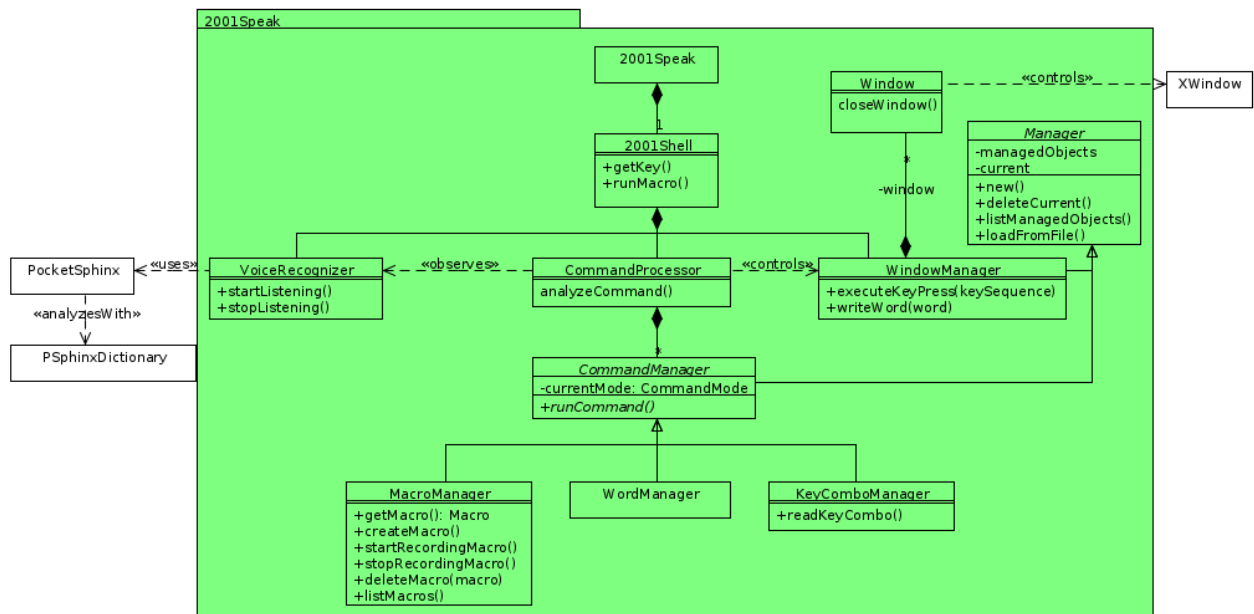 2001Speak
2001Speak
Window
closeWindow()
«controls»
XWindow
1
2001Shell
+getKey()
+runMacro()
*
-window
Manager
-managedObjects
-current
+new()
+deleteCurrent()
+listManagedObjects()
+loadFromFile()
PocketSphinx
«uses»
VoiceRecognizer
+startListening()
+stopListening()
«observes»
CommandProcessor
analyzeCommand()
«controls»
WindowManager
+executeKeyPress(keySequence)
+writeWord(word)
«analyzesWith»
PSphinxDictionary
*
CommandManager
-currentMode: CommandMode
+runCommand()
MacroManager
+getMacro(): Macro
+createMacro()
+startRecordingMacro()
+stopRecordingMacro()
+deleteMacro(macro)
+listMacros()
WordManager
KeyComboManager
+readKeyCombo()